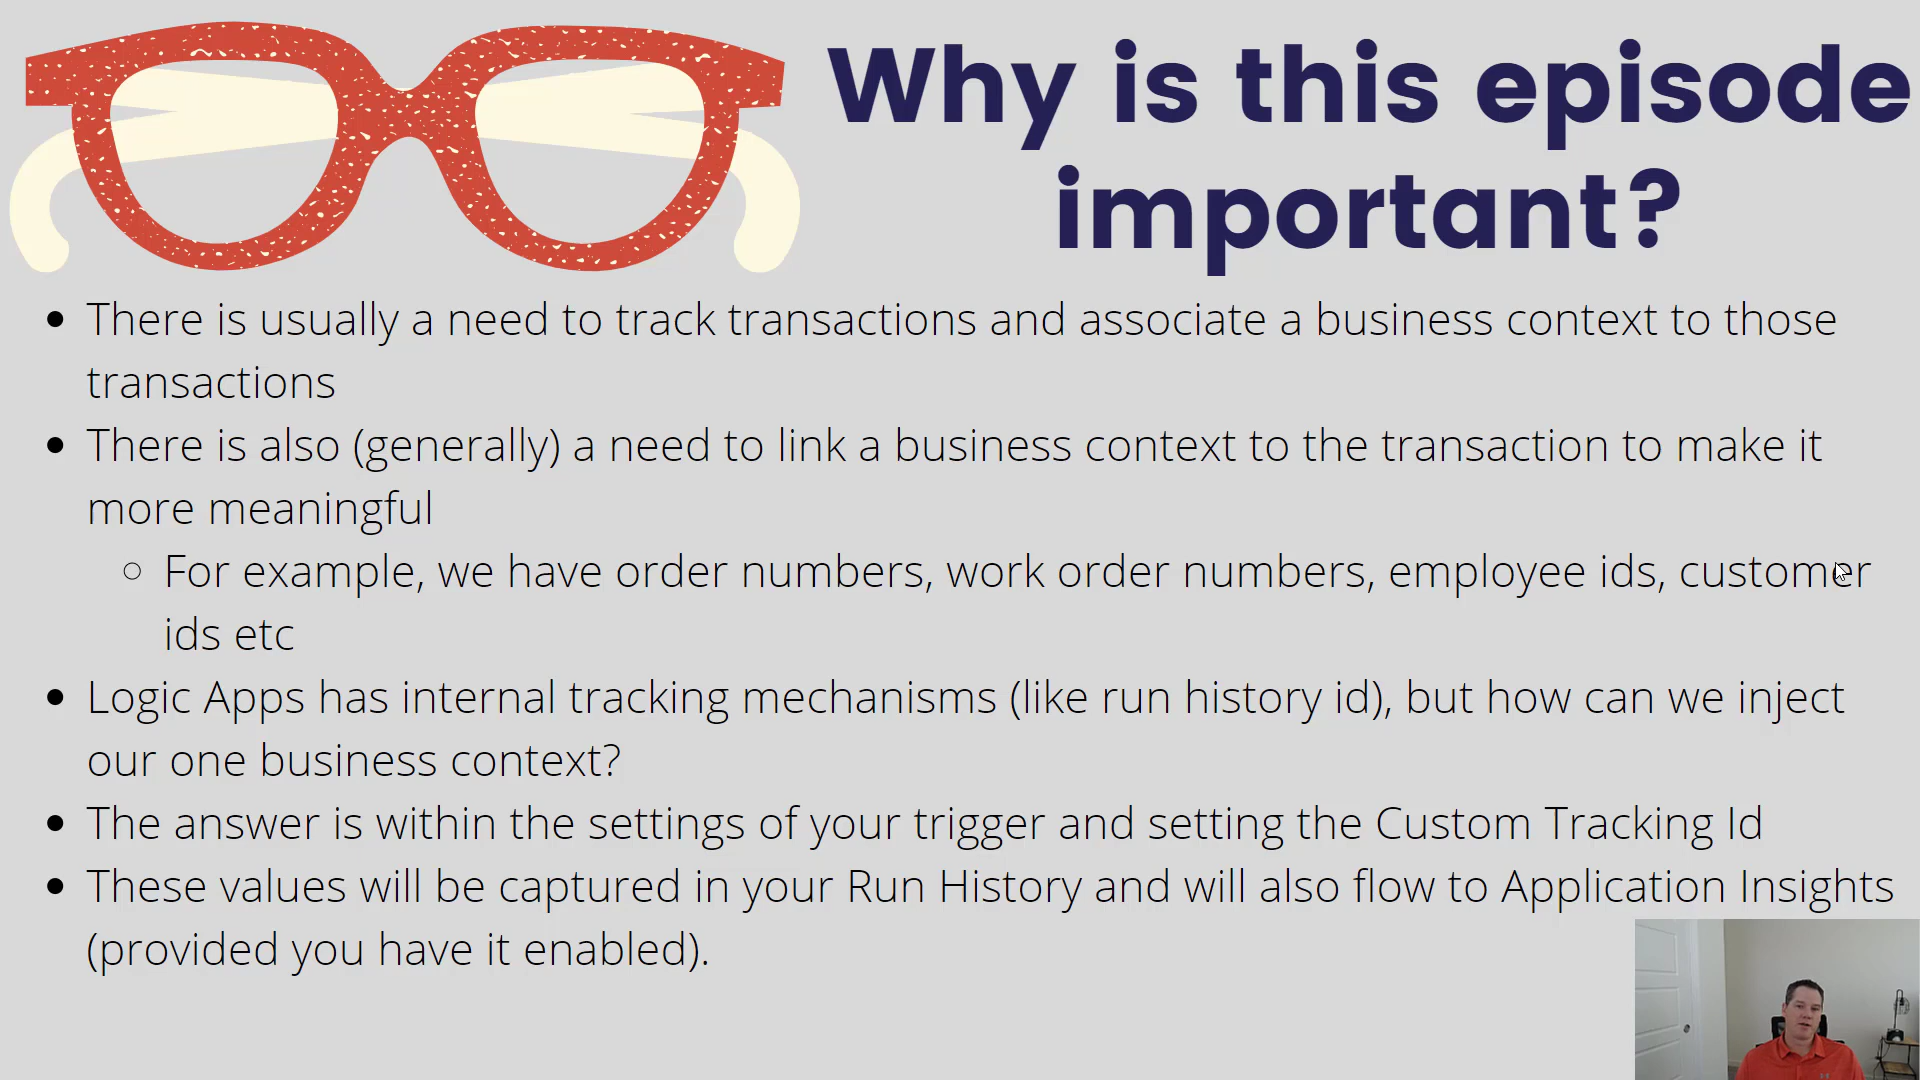 Why is this episode
important?
• There is usually a need to track transactions and associate a business context to those
transactions
• There is also (generally) a need to link a business context to the transaction to make it
more meaningful
○ For example, we have order numbers, work order numbers, employee ids, customer
ids etc
• Logic Apps has internal tracking mechanisms (like run history id), but how can we inject
our one business context?
• The answer is within the settings of your trigger and setting the Custom Tracking Id
• These values will be captured in your Run History and will also flow to Application Insights
(provided you have it enabled).